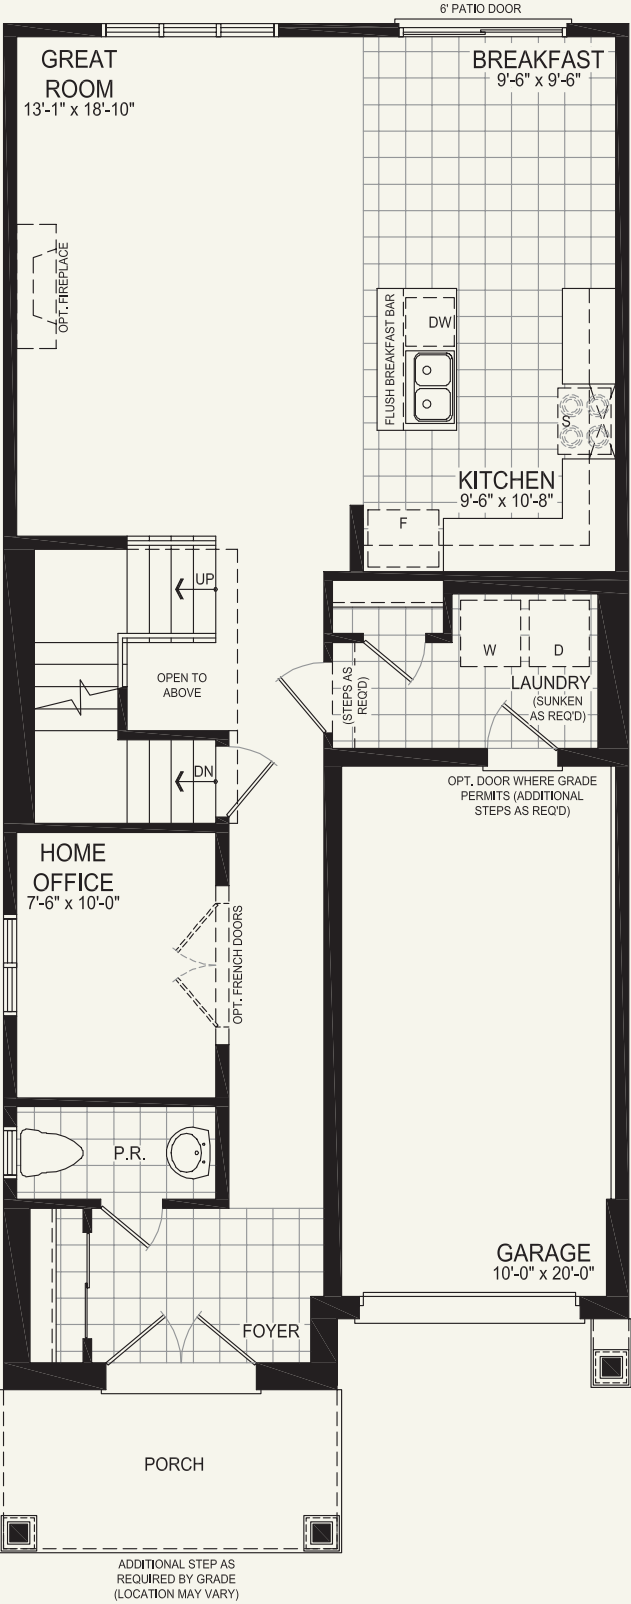 6' PATIO DOOR
GREAT
ROOM
13'-1" x 18'-10"
BREAKFAST
9'-6" x 9'-6"
OPT. FIREPLACE
FLUSH BREAKFAST BAR
DW
S
KITCHEN
9'-6" x 10'-8"
F
UP
OPEN TO
ABOVE
DN
W
D
LAUNDRY
(SUNKEN
AS REQ'D)
(STEPS AS
REQ'D)
OPT. DOOR WHERE GRADE
PERMITS (ADDITIONAL
STEPS AS REQ'D)
HOME
OFFICE
7'-6" x 10'-0"
OPT. FRENCH DOORS
P.R.
GARAGE
10'-0" x 20'-0"
FOYER
PORCH
ADDITIONAL STEP AS
REQUIRED BY GRADE
(LOCATION MAY VARY)